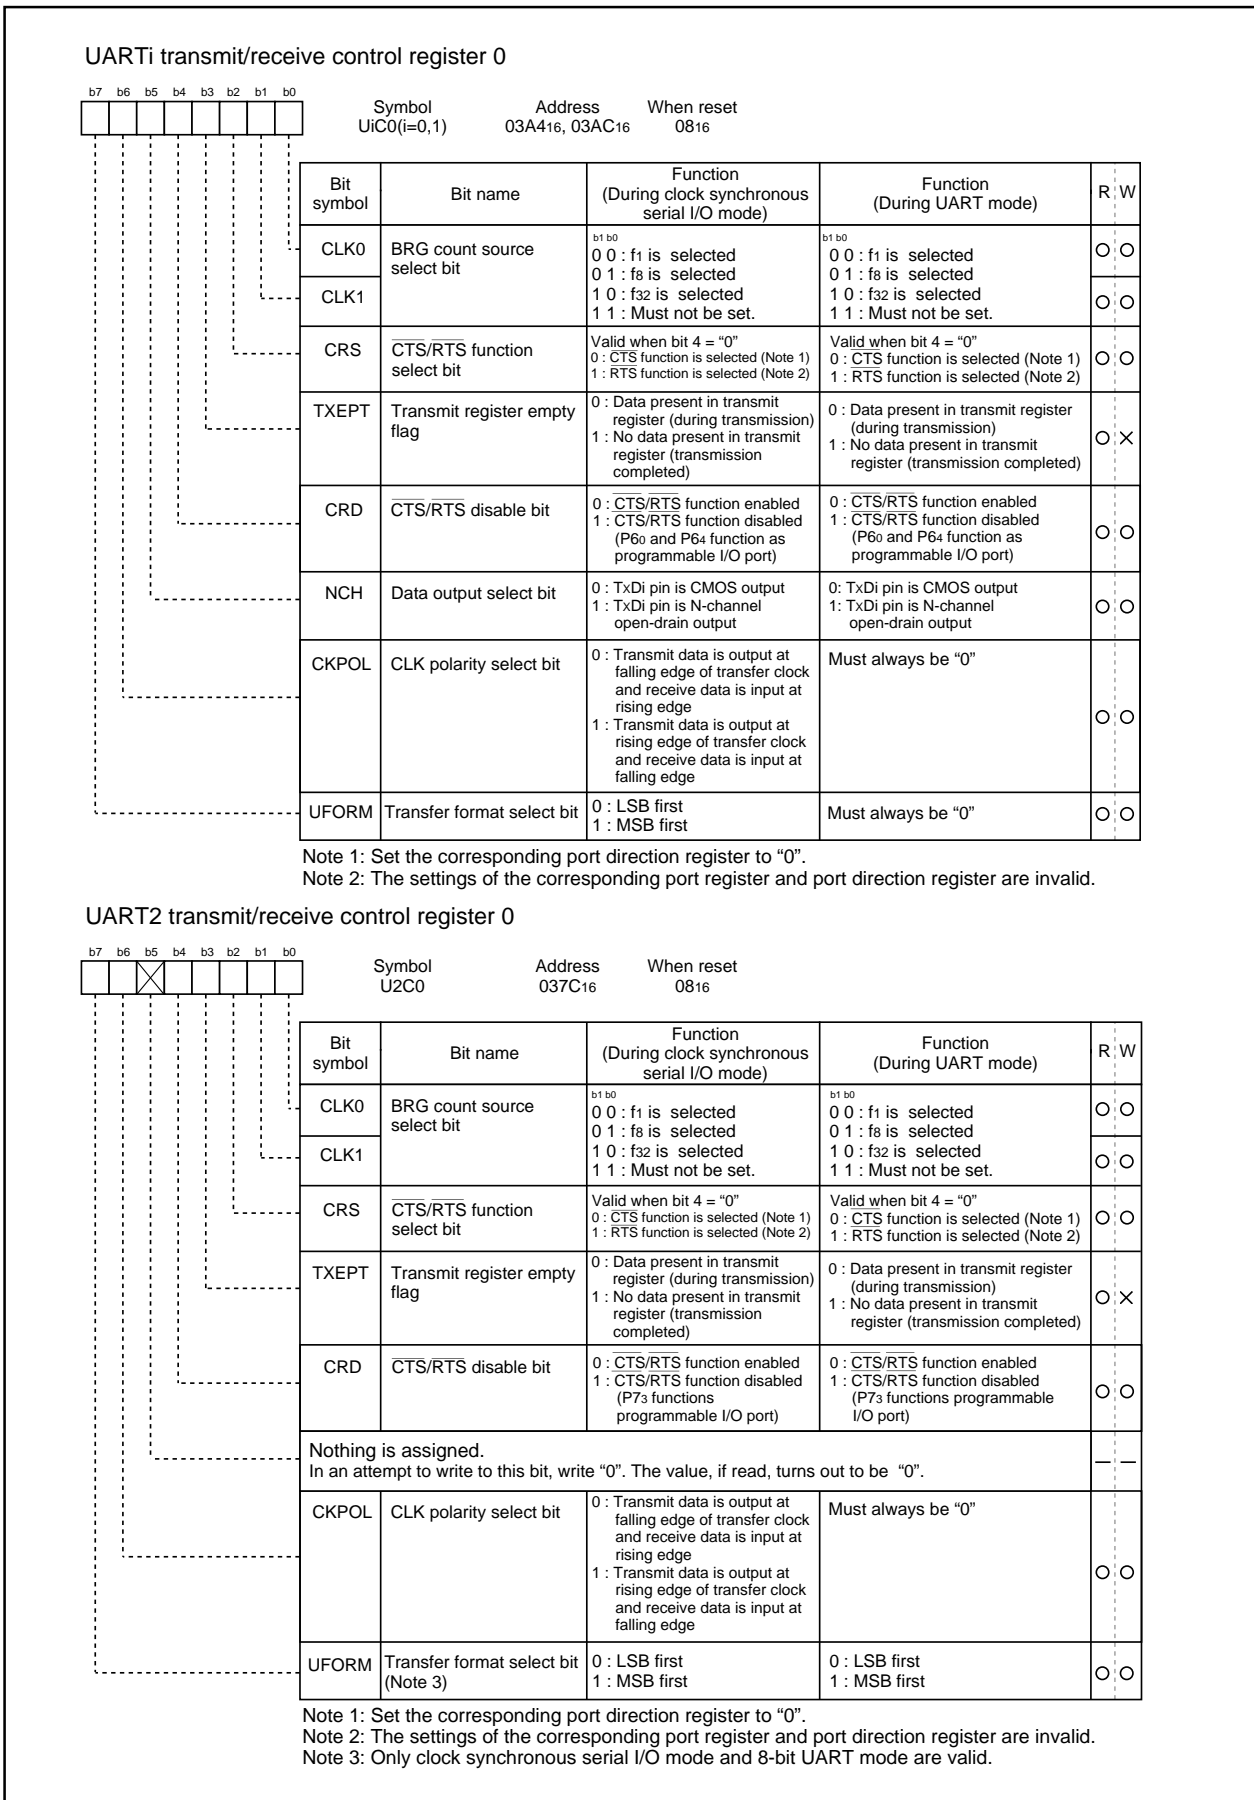 UARTi transmit/receive control register 0
b7 b6 b5 b4 b3 b2 b1 b0
Symbol Address When reset
UiC0(i=0,1) 03A416, 03AC16 0816
Bit symbol
Bit name
Function
(During clock synchronous
serial I/O mode)
Function
(During UART mode)
R W
CLK0
CLK1
BRG count source
select bit
b1 b0
0 0 : f1 is selected
0 1 : f8 is selected
1 0 : f32 is selected
1 1 : Must not be set.
b1 b0
0 0 : f1 is selected
0 1 : f8 is selected
1 0 : f32 is selected
1 1 : Must not be set.
CRS
CTS/RTS function
select bit
Valid when bit 4 = “0”
0 : CTS function is selected (Note 1)
1 : RTS function is selected (Note 2)
Valid when bit 4 = “0”
0 : CTS function is selected (Note 1)
1 : RTS function is selected (Note 2)
TXEPT
Transmit register empty
flag
0 : Data present in transmit
register (during transmission)
1 : No data present in transmit
register (transmission
completed)
0 : Data present in transmit register
(during transmission)
1 : No data present in transmit
register (transmission completed)
CRD
CTS/RTS disable bit
0 : CTS/RTS function enabled
1 : CTS/RTS function disabled
(P60 and P64 function as
programmable I/O port)
0 : CTS/RTS function enabled
1 : CTS/RTS function disabled
(P60 and P64 function as
programmable I/O port)
NCH
Data output select bit
0 : TXDi pin is CMOS output
1 : TXDi pin is N-channel
open-drain output
0: TXDi pin is CMOS output
1: TXDi pin is N-channel
open-drain output
CKPOL
CLK polarity select bit
0 : Transmit data is output at
falling edge of transfer clock
and receive data is input at
rising edge
1 : Transmit data is output at
rising edge of transfer clock
and receive data is input at
falling edge
Must always be “0”
UFORM
Transfer format select bit
0 : LSB first
1 : MSB first
Must always be “0”
Note 1: Set the corresponding port direction register to “0”.
Note 2: The settings of the corresponding port register and port direction register are invalid.
UART2 transmit/receive control register 0
b7 b6 b5 b4 b3 b2 b1 b0
Symbol Address When reset
U2C0 037C16 0816
Bit symbol
Bit name
Function
(During clock synchronous
serial I/O mode)
Function
(During UART mode)
R W
CLK0
CLK1
BRG count source
select bit
b1 b0
0 0 : f1 is selected
0 1 : f8 is selected
1 0 : f32 is selected
1 1 : Must not be set.
b1 b0
0 0 : f1 is selected
0 1 : f8 is selected
1 0 : f32 is selected
1 1 : Must not be set.
CRS
CTS/RTS function
select bit
Valid when bit 4 = “0”
0 : CTS function is selected (Note 1)
1 : RTS function is selected (Note 2)
Valid when bit 4 = “0”
0 : CTS function is selected (Note 1)
1 : RTS function is selected (Note 2)
TXEPT
Transmit register empty
flag
0 : Data present in transmit
register (during transmission)
1 : No data present in transmit
register (transmission
completed)
0 : Data present in transmit register
(during transmission)
1 : No data present in transmit
register (transmission completed)
CRD
CTS/RTS disable bit
0 : CTS/RTS function enabled
1 : CTS/RTS function disabled
(P73 functions
programmable I/O port)
0 : CTS/RTS function enabled
1 : CTS/RTS function disabled
(P73 functions programmable
I/O port)
Nothing is assigned.
In an attempt to write to this bit, write “0”. The value, if read, turns out to be “0”.
CKPOL
CLK polarity select bit
0 : Transmit data is output at
falling edge of transfer clock
and receive data is input at
rising edge
1 : Transmit data is output at
rising edge of transfer clock
and receive data is input at
falling edge
Must always be “0”
UFORM
Transfer format select bit
(Note 3)
0 : LSB first
1 : MSB first
0 : LSB first
1 : MSB first
Note 1: Set the corresponding port direction register to “0”.
Note 2: The settings of the corresponding port register and port direction register are invalid.
Note 3: Only clock synchronous serial I/O mode and 8-bit UART mode are valid.